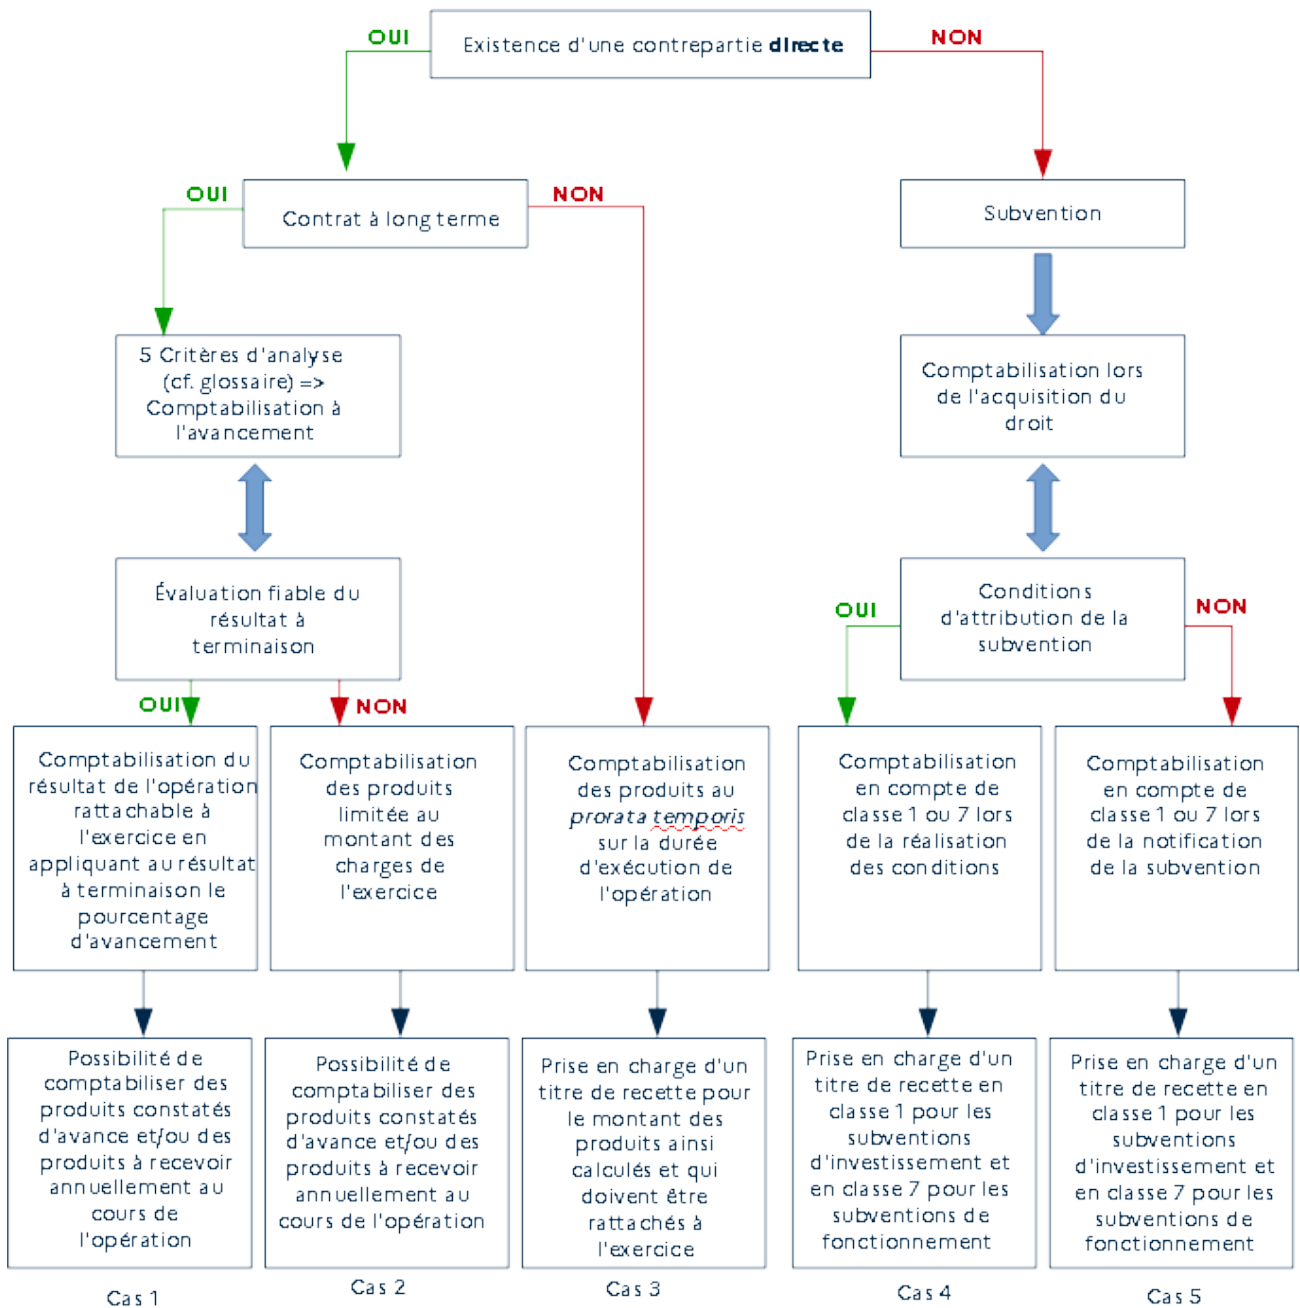 OUI
Existence d'une contrepartie directe
NON
OUI
Contrat à long terme
NON
Subvention
5 Critères d'analyse
(cf. glossaire) =>
Comptabilisation à
l'avancement
Comptabilisation lors
de l'acquisition du
droit
Évaluation fiable du
résultat à
terminaison
OUI
Conditions
d'attribution de la
subvention
NON
OUI
NON
Comptabilisation du
résultat de l'opération
rattachable à
l'exercice en
appliquant au résultat
à terminaison le
pourcentage
d'avancement
Comptabilisation
des produits
limitée au
montant des
charges de
l'exercice
Comptabilisation
des produits au
prorata temporis
sur la durée
d'exécution de
l'opération
Comptabilisation
en compte de
classe 1 ou 7 lors
de la réalisation
des conditions
Comptabilisation
en compte de
classe 1 ou 7 lors
de la notification
de la subvention
Possibilité de
comptabiliser des
produits constatés
d'avance et/ou des
produits à recevoir
annuellement au
cours de
l'opération
Possibilité de
comptabiliser des
produits constatés
d'avance et/ou des
produits à recevoir
annuellement au
cours de l'opération
Prise en charge d'un
titre de recette pour
le montant des
produits ainsi
calculés et qui
doivent être
rattachés à
l'exercice
Prise en charge d'un
titre de recette en
classe 1 pour les
subventions
d'investissement et
en classe 7 pour les
subventions de
fonctionnement
Prise en charge d'un
titre de recette en
classe 1 pour les
subventions
d'investissement et
en classe 7 pour les
subventions de
fonctionnement
Cas 1
Cas 2
Cas 3
Cas 4
Cas 5